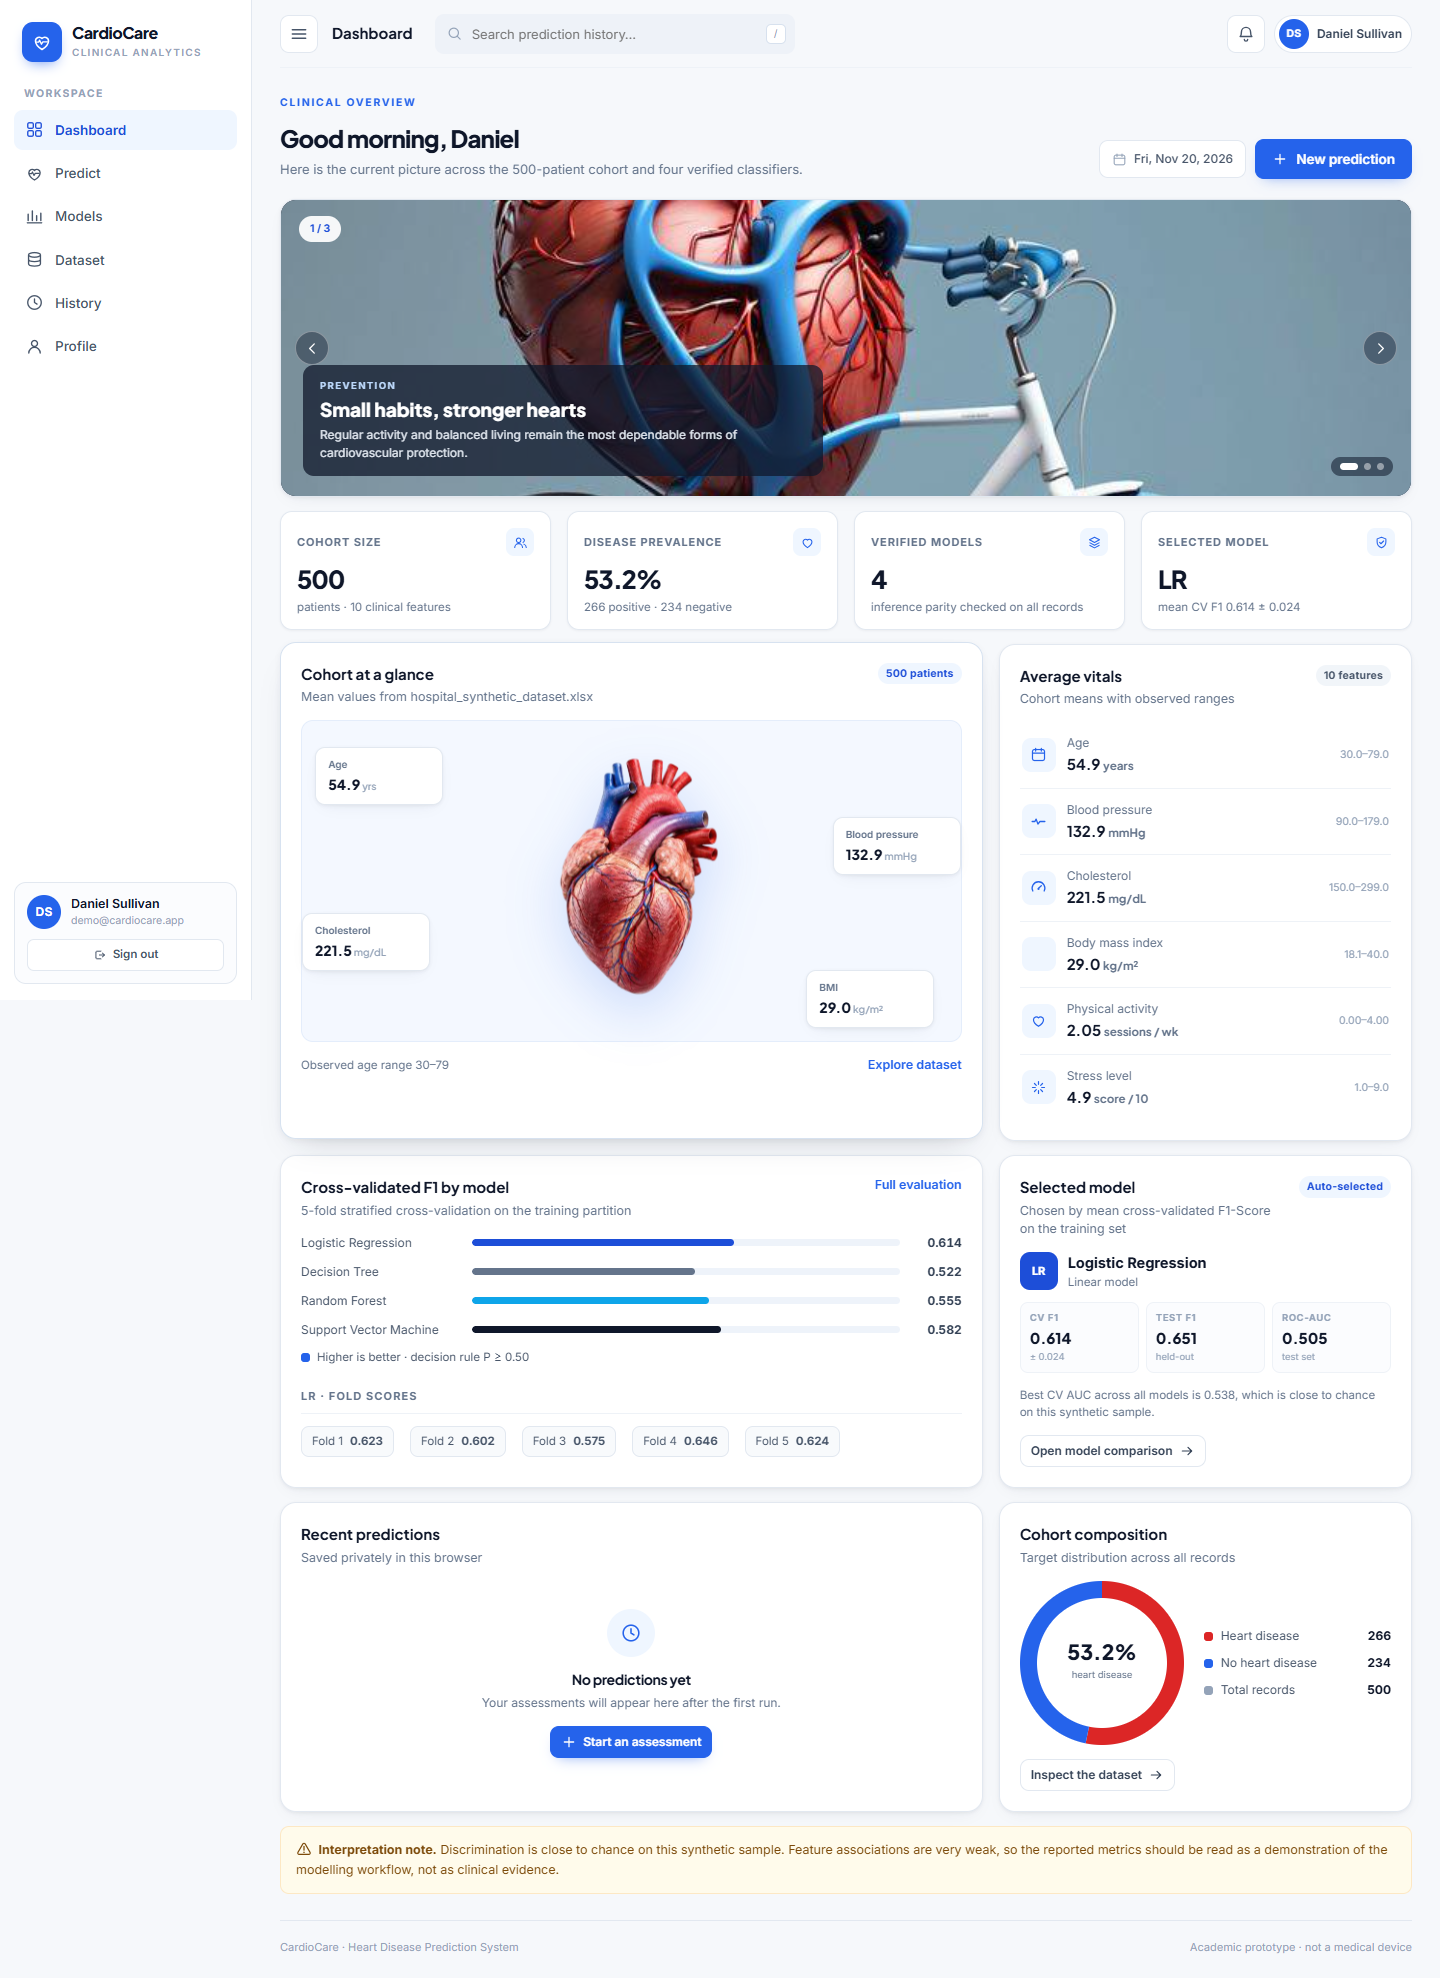 CardioCare
CLINICAL ANALYTICS
WORKSPACE
Dashboard
Predict
Models
Dataset
History
Profile
DS
Daniel Sullivan
demo@cardiocare.app
Sign out
Dashboard
Search prediction history...
/
DS
Daniel Sullivan
CLINICAL OVERVIEW
Good morning, Daniel
Here is the current picture across the 500-patient cohort and four verified classifiers.
Fri, Nov 20, 2026
New prediction
1 / 3
PREVENTION
Small habits, stronger hearts
Regular activity and balanced living remain the most dependable forms of
cardiovascular protection.
COHORT SIZE
500
patients · 10 clinical features
DISEASE PREVALENCE
53.2%
266 positive · 234 negative
VERIFIED MODELS
4
inference parity checked on all records
SELECTED MODEL
LR
mean CV F1 0.614 ± 0.024
Cohort at a glance
500 patients
Mean values from hospital_synthetic_dataset.xlsx
Age
54.9 yrs
Blood pressure
132.9 mmHg
Cholesterol
221.5 mg/dL
BMI
29.0 kg/m²
Observed age range 30–79
Explore dataset
Average vitals
10 features
Cohort means with observed ranges
Age
54.9 years
30.0–79.0
Blood pressure
132.9 mmHg
90.0–179.0
Cholesterol
221.5 mg/dL
150.0–299.0
Body mass index
29.0 kg/m²
18.1–40.0
Physical activity
2.05 sessions / wk
0.00–4.00
Stress level
4.9 score / 10
1.0–9.0
Cross-validated F1 by model
Full evaluation
5-fold stratified cross-validation on the training partition
Logistic Regression 0.614
Decision Tree 0.522
Random Forest 0.555
Support Vector Machine 0.582
Higher is better · decision rule P ≥ 0.50
LR · FOLD SCORES
Fold 1 0.623
Fold 2 0.602
Fold 3 0.575
Fold 4 0.646
Fold 5 0.624
Selected model
Auto-selected
Chosen by mean cross-validated F1-Score
on the training set
LR
Logistic Regression
Linear model
CV F1
0.614
± 0.024
TEST F1
0.651
held-out
ROC-AUC
0.505
test set
Best CV AUC across all models is 0.538, which is close to chance
on this synthetic sample.
Open model comparison
Recent predictions
Saved privately in this browser
No predictions yet
Your assessments will appear here after the first run.
Start an assessment
Cohort composition
Target distribution across all records
53.2%
heart disease
Heart disease 266
No heart disease 234
Total records 500
Inspect the dataset
Interpretation note. Discrimination is close to chance on this synthetic sample. Feature associations are very weak, so the reported metrics should be read as a demonstration of the
modelling workflow, not as clinical evidence.
CardioCare · Heart Disease Prediction System
Academic prototype · not a medical device